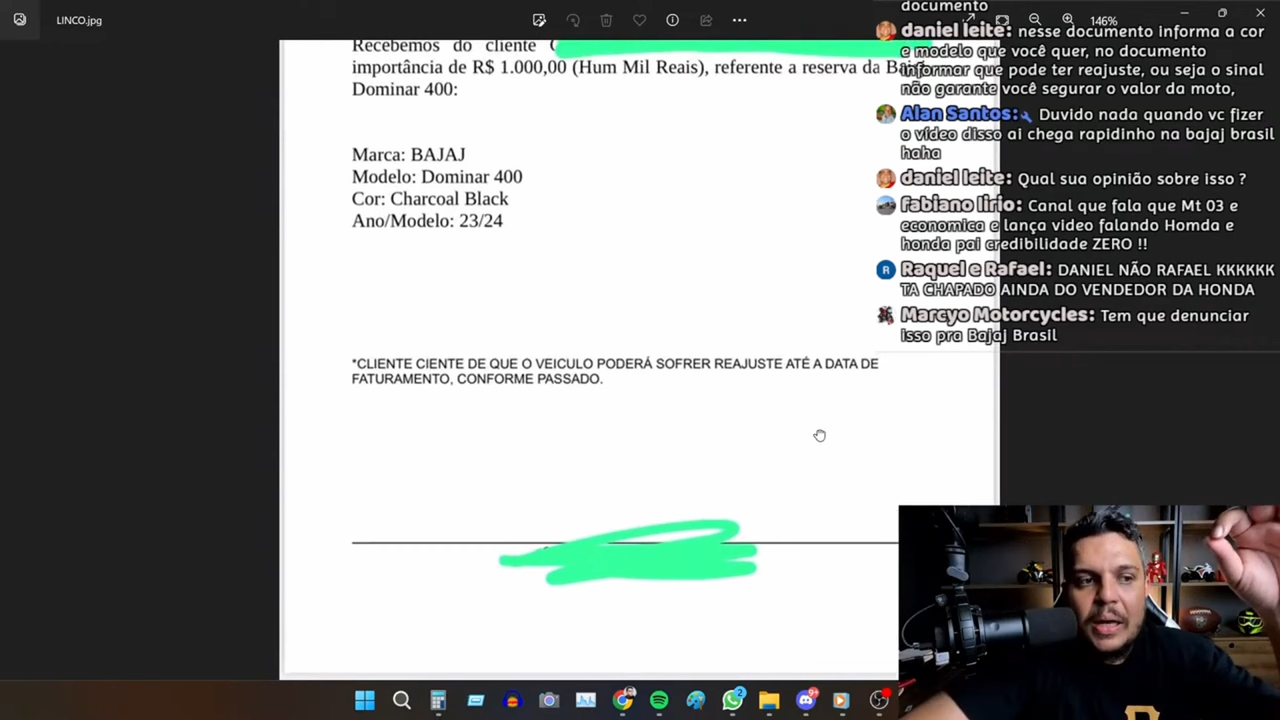 LINCO.jpg
146%
Recebemos do cliente
importância de R$ 1.000,00 (Hum Mil Reais), referente a reserva da
Dominar 400:
Marca: BAJAJ
Modelo: Dominar 400
Cor: Charcoal Black
Ano/Modelo: 23/24
*CLIENTE CIENTE DE QUE O VEICULO PODERÁ SOFRER REAJUSTE ATÉ A DATA DE
FATURAMENTO, CONFORME PASSADO.
documento
daniel leite: nesse documento informa a cor
e modelo que você quer, no documento
informar que pode ter reajuste, ou seja o sinal
não garante você segurar o valor da moto,
Alan Santos: Duvido nada quando vc fizer
o vídeo disso ai chega rapidinho na bajaj brasil
haha
daniel leite: Qual sua opinião sobre isso ?
fabiano lirio: Canal que fala que Mt 03 e
economica e lança video falando Homda e
honda pai credibilidade ZERO !!
R Raquel e Rafael: DANIEL NÃO RAFAEL KKKKKK
TA CHAPADO AINDA DO VENDEDOR DA HONDA
Marcyo Motorcycles: Tem que denunciar
isso pra Bajaj Brasil
2
9+